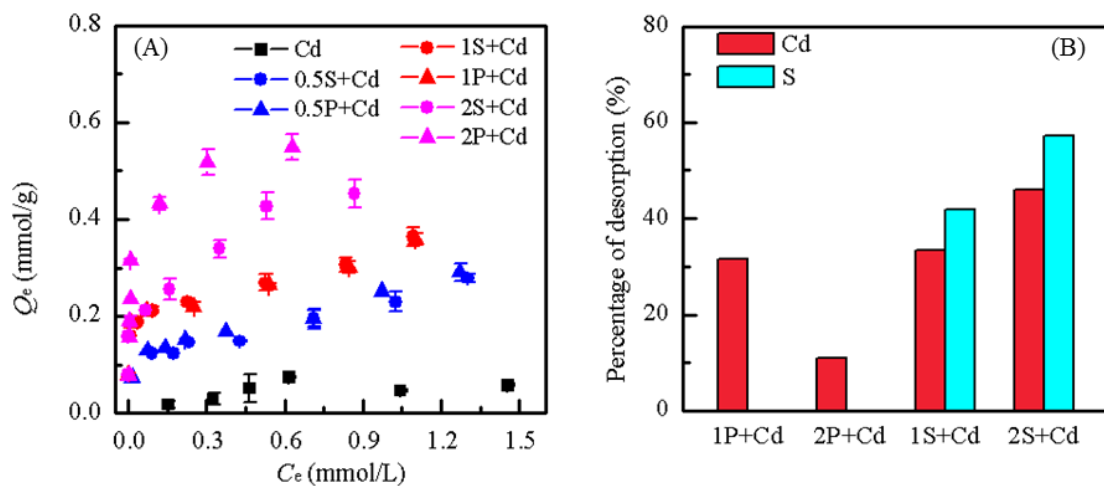 (A)
Cd
0.5S+Cd
0.5P+Cd
1S+Cd
1P+Cd
2S+Cd
2P+Cd
Qe (mmol/g)
0.8
0.6
0.4
0.2
0.0
0.0 0.3 0.6 0.9 1.2 1.5
Ce (mmol/L)
(B)
Cd
S
Percentage of desorption (%)
80
60
40
20
0
1P+Cd 2P+Cd 1S+Cd 2S+Cd